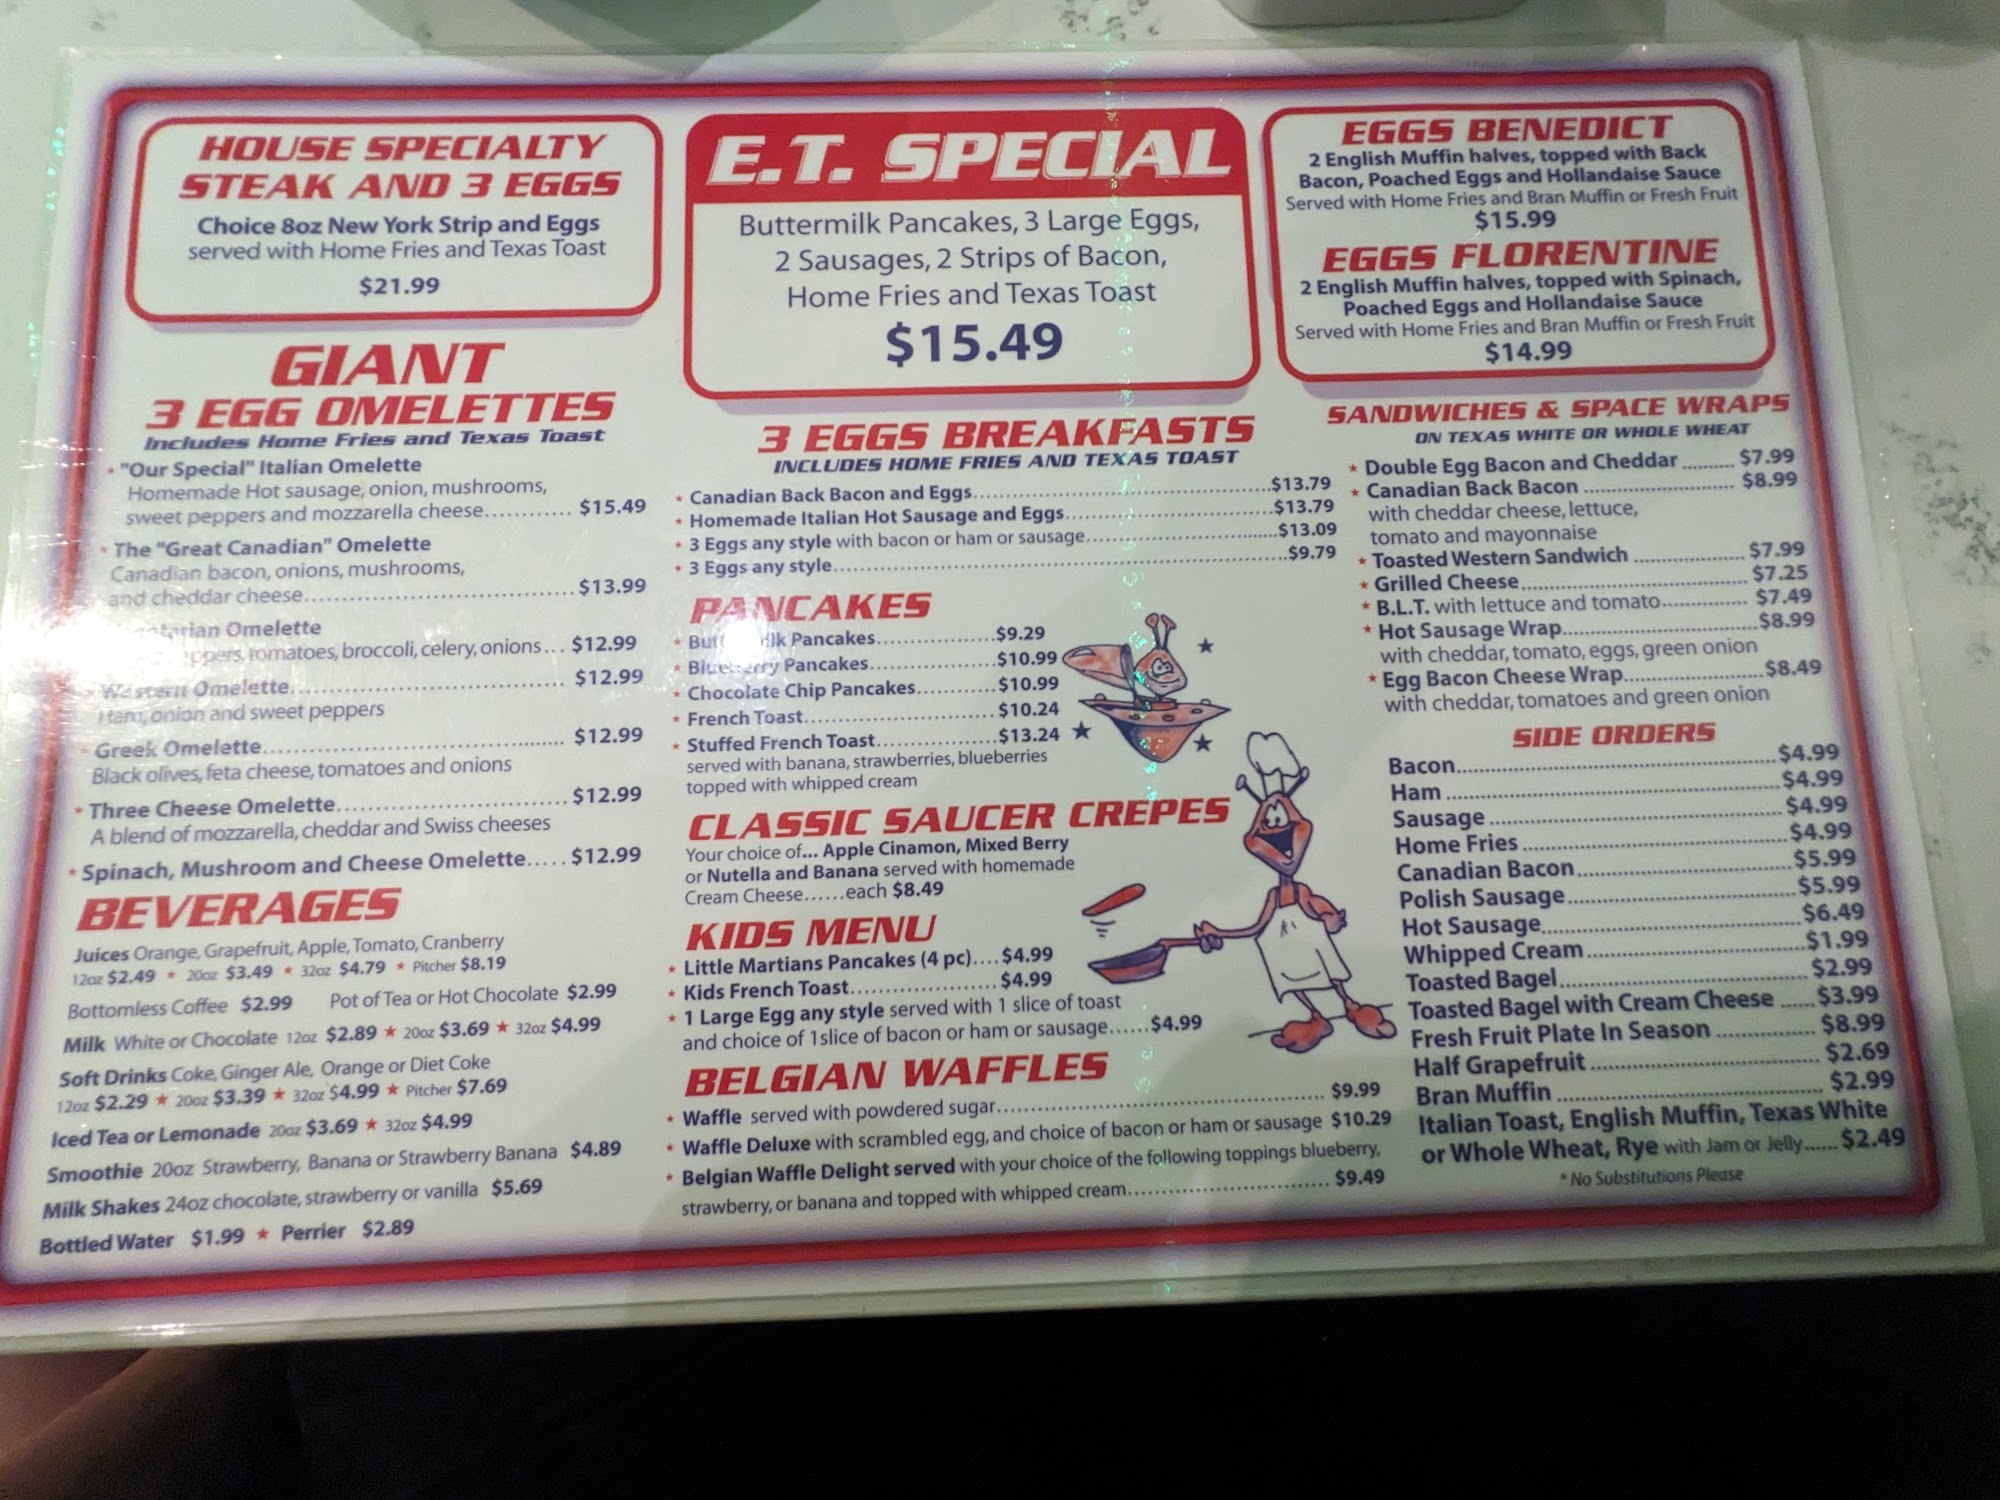 HOUSE SPECIALTY
STEAK AND 3 EGGS
Choice 8oz New York Strip and Eggs
served with Home Fries and Texas Toast
$21.99
GIANT
3 EGG OMELETTES
Includes Home Fries and Texas Toast
* "Our Special" Italian Omelette
Homemade Hot sausage, onion, mushrooms,
sweet peppers and mozzarella cheese............ $15.49
* The "Great Canadian" Omelette
Canadian bacon, onions, mushrooms,
and cheddar cheese.................................. $13.99
Omelette
tomatoes, broccoli, celery, onions... $12.99
* Western Omelette.................................. $12.99
Ham, onion and sweet peppers
* Greek Omelette.................................. $12.99
Black olives, feta cheese, tomatoes and onions
* Three Cheese Omelette............................. $12.99
A blend of mozzarella, cheddar and Swiss cheeses
* Spinach, Mushroom and Cheese Omelette..... $12.99
BEVERAGES
Juices Orange, Grapefruit, Apple, Tomato, Cranberry
12oz $2.49 ★ 20oz $3.49 ★ 32oz $4.79 ★ Pitcher $8.19
Bottomless Coffee $2.99 Pot of Tea or Hot Chocolate $2.99
Milk White or Chocolate 12oz $2.89 ★ 20oz $3.69 ★ 32oz $4.99
Soft Drinks Coke, Ginger Ale, Orange or Diet Coke
12oz $2.29 ★ 20oz $3.39 ★ 32oz $4.99 ★ Pitcher $7.69
Iced Tea or Lemonade 20oz $3.69 ★ 32oz $4.99
Smoothie 20oz Strawberry, Banana or Strawberry Banana $4.89
Milk Shakes 24oz chocolate, strawberry or vanilla $5.69
Bottled Water $1.99 ★ Perrier $2.89
E.T. SPECIAL
Buttermilk Pancakes, 3 Large Eggs,
2 Sausages, 2 Strips of Bacon,
Home Fries and Texas Toast
$15.49
3 EGGS BREAKFASTS
INCLUDES HOME FRIES AND TEXAS TOAST
★ Canadian Back Bacon and Eggs.................................$13.79
★ Homemade Italian Hot Sausage and Eggs.......................$13.79
★ 3 Eggs any style with bacon or ham or sausage....................$13.09
★ 3 Eggs any style.................................................$9.79
PANCAKES
★ Buttermilk Pancakes.................$9.29
★ Blueberry Pancakes..................$10.99
★ Chocolate Chip Pancakes............$10.99
★ French Toast...........................$10.24
★ Stuffed French Toast.................$13.24
served with banana, strawberries, blueberries
topped with whipped cream
CLASSIC SAUCER CREPES
Your choice of... Apple Cinamon, Mixed Berry
or Nutella and Banana served with homemade
Cream Cheese......each $8.49
KIDS MENU
★ Little Martians Pancakes (4 pc)....$4.99
★ Kids French Toast......................$4.99
★ 1 Large Egg any style served with 1 slice of toast
and choice of 1slice of bacon or ham or sausage......$4.99
BELGIAN WAFFLES
★ Waffle served with powdered sugar.......................................... $9.99
★ Waffle Deluxe with scrambled egg, and choice of bacon or ham or sausage $10.29
★ Belgian Waffle Delight served with your choice of the following toppings blueberry,
strawberry, or banana and topped with whipped cream......................... $9.49
EGGS BENEDICT
2 English Muffin halves, topped with Back
Bacon, Poached Eggs and Hollandaise Sauce
Served with Home Fries and Bran Muffin or Fresh Fruit
$15.99
EGGS FLORENTINE
2 English Muffin halves, topped with Spinach,
Poached Eggs and Hollandaise Sauce
Served with Home Fries and Bran Muffin or Fresh Fruit
$14.99
SANDWICHES & SPACE WRAPS
ON TEXAS WHITE OR WHOLE WHEAT
★ Double Egg Bacon and Cheddar ......... $7.99
★ Canadian Back Bacon ........................ $8.99
with cheddar cheese, lettuce,
tomato and mayonnaise
★ Toasted Western Sandwich ................ $7.99
★ Grilled Cheese.................................. $7.25
★ B.L.T. with lettuce and tomato............. $7.49
★ Hot Sausage Wrap.............................$8.99
with cheddar, tomato, eggs, green onion
★ Egg Bacon Cheese Wrap.....................$8.49
with cheddar, tomatoes and green onion
SIDE ORDERS
Bacon..................................................$4.99
Ham ...................................................$4.99
Sausage ..............................................$4.99
Home Fries..........................................$4.99
Canadian Bacon...................................$5.99
Polish Sausage.....................................$5.99
Hot Sausage........................................$6.49
Whipped Cream...................................$1.99
Toasted Bagel...................................... $2.99
Toasted Bagel with Cream Cheese ...... $3.99
Fresh Fruit Plate In Season ................. $8.99
Half Grapefruit.................................... $2.69
Bran Muffin ........................................ $2.99
Italian Toast, English Muffin, Texas White
or Whole Wheat, Rye with Jam or Jelly...... $2.49
* No Substitutions Please